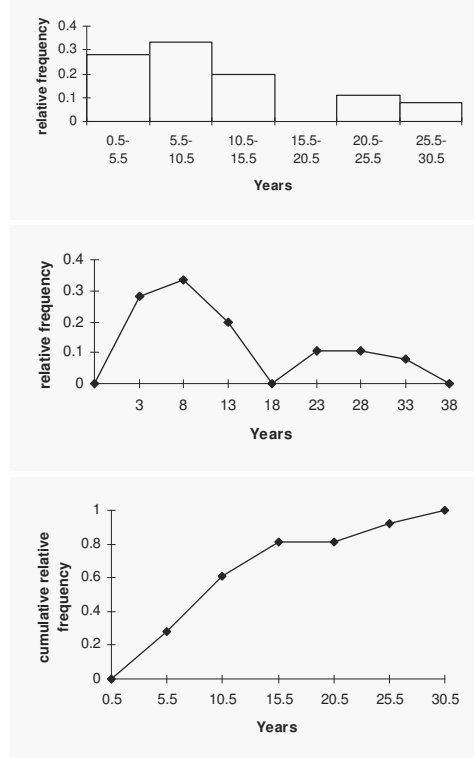 relative frequency
0.4
0.3
0.2
0.1
0
0.5- 5.5- 10.5- 15.5- 20.5- 25.5-
5.5 10.5 15.5 20.5 25.5 30.5
Years
relative frequency
0.4
0.3
0.2
0.1
0
3 8 13 18 23 28 33 38
Years
cumulative relative
frequency
1
0.8
0.6
0.4
0.2
0
0.5 5.5 10.5 15.5 20.5 25.5 30.5
Years